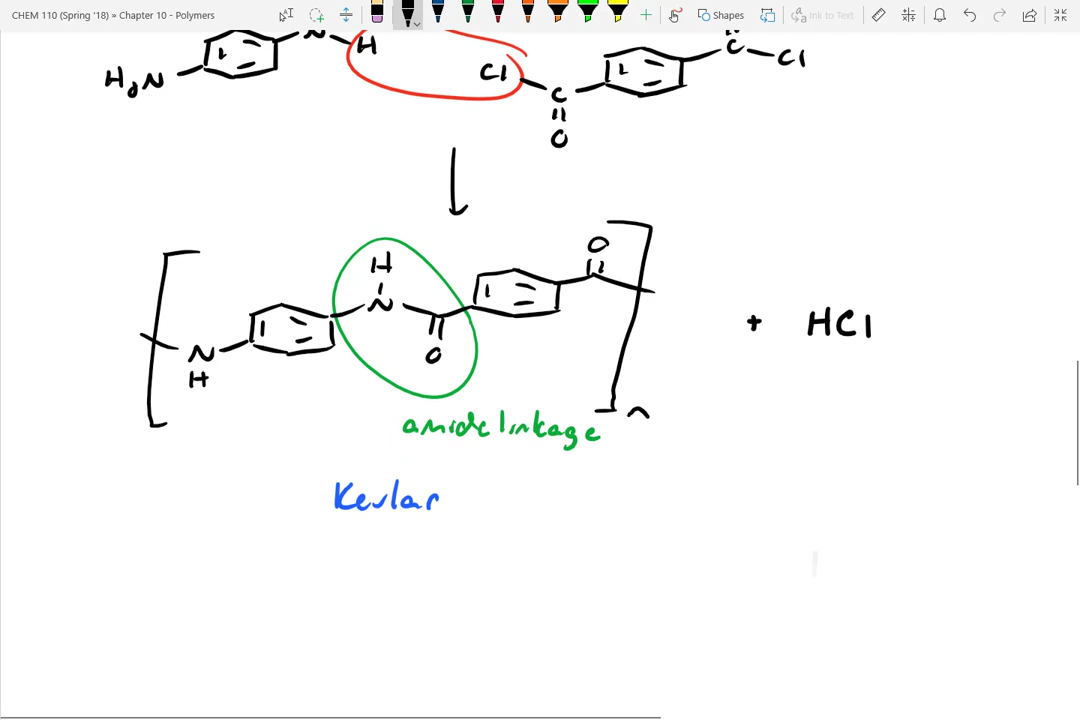 CHEM 110 (Spring '18) » Chapter 10 - Polymers
Shapes
Ink to Text
N H
H₂N
Cl
C
O
C Cl
H
N
O
N
H
O
n
+ HCl
amide linkage
Kevlar